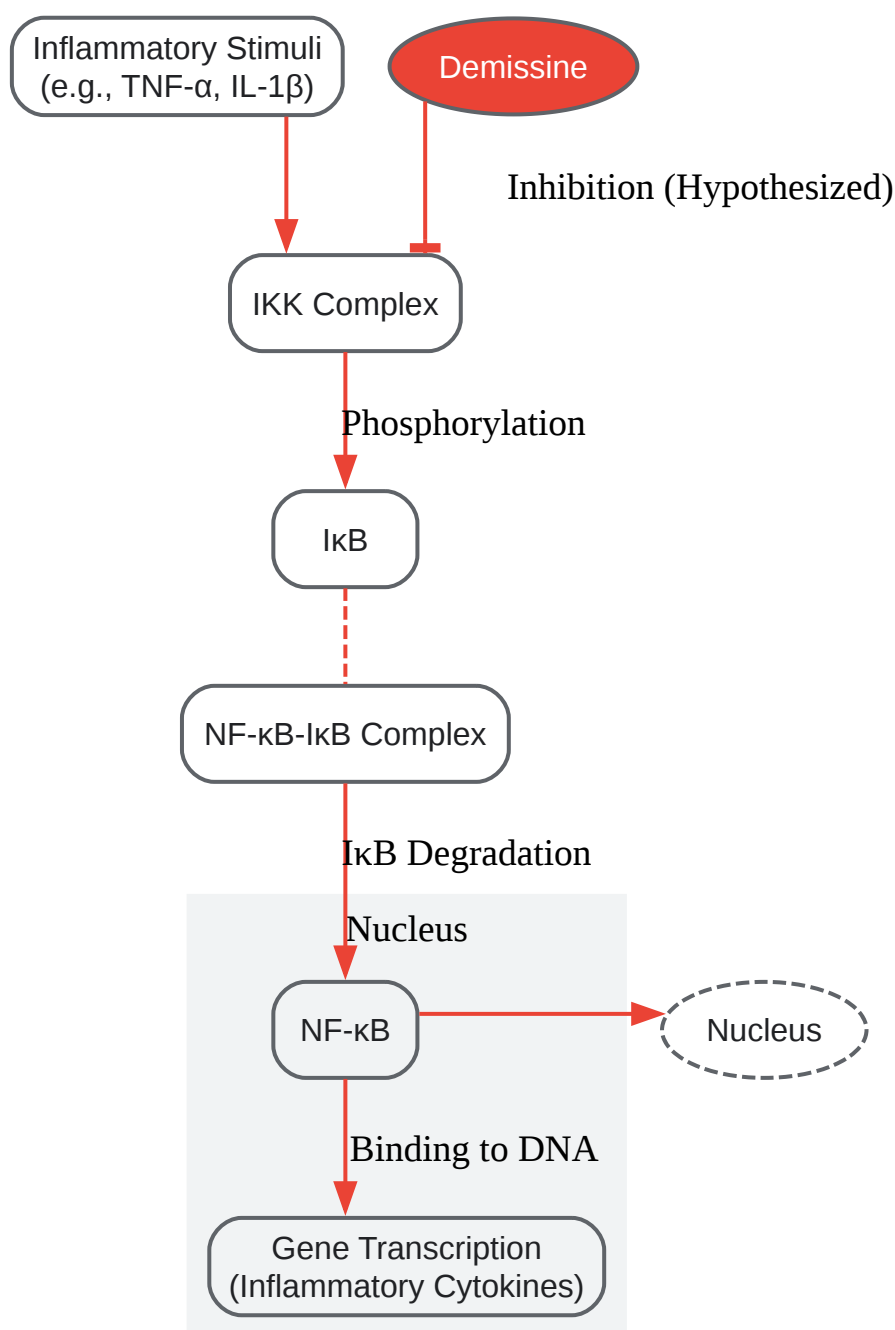 Inflammatory Stimuli
(e.g., TNF-α, IL-1β)
Demissine
Inhibition (Hypothesized)
IKK Complex
Phosphorylation
IκB
NF-κB-IκB Complex
IκB Degradation
Nucleus
NF-κB
Nucleus
Binding to DNA
Gene Transcription
(Inflammatory Cytokines)